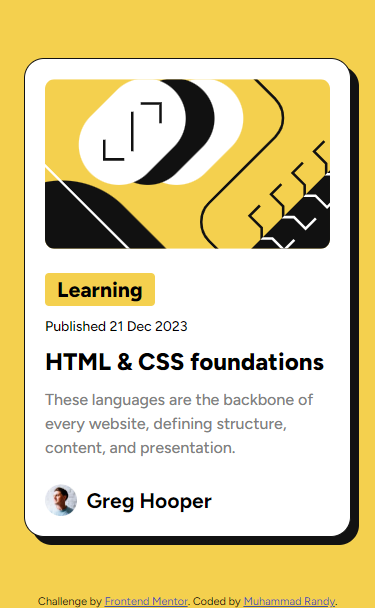 Learning
Published 21 Dec 2023
HTML & CSS foundations
These languages are the backbone of
every website, defining structure,
content, and presentation.
Greg Hooper
Challenge by Frontend Mentor. Coded by Muhammad Randy.